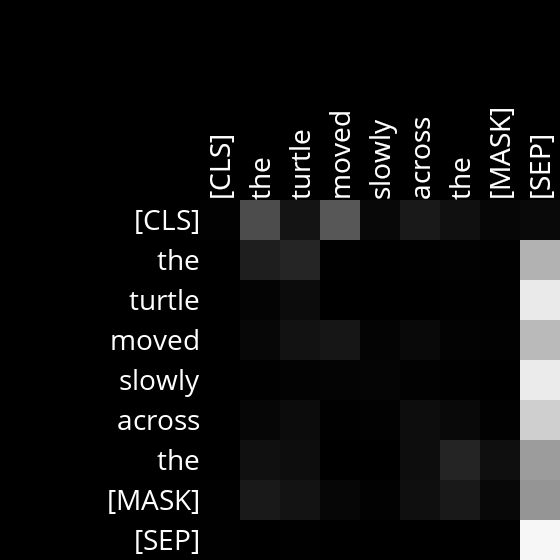 [CLS] the turtle moved slowly across the [MASK] [SEP]
[CLS]
the
turtle
moved
slowly
across
the
[MASK]
[SEP]